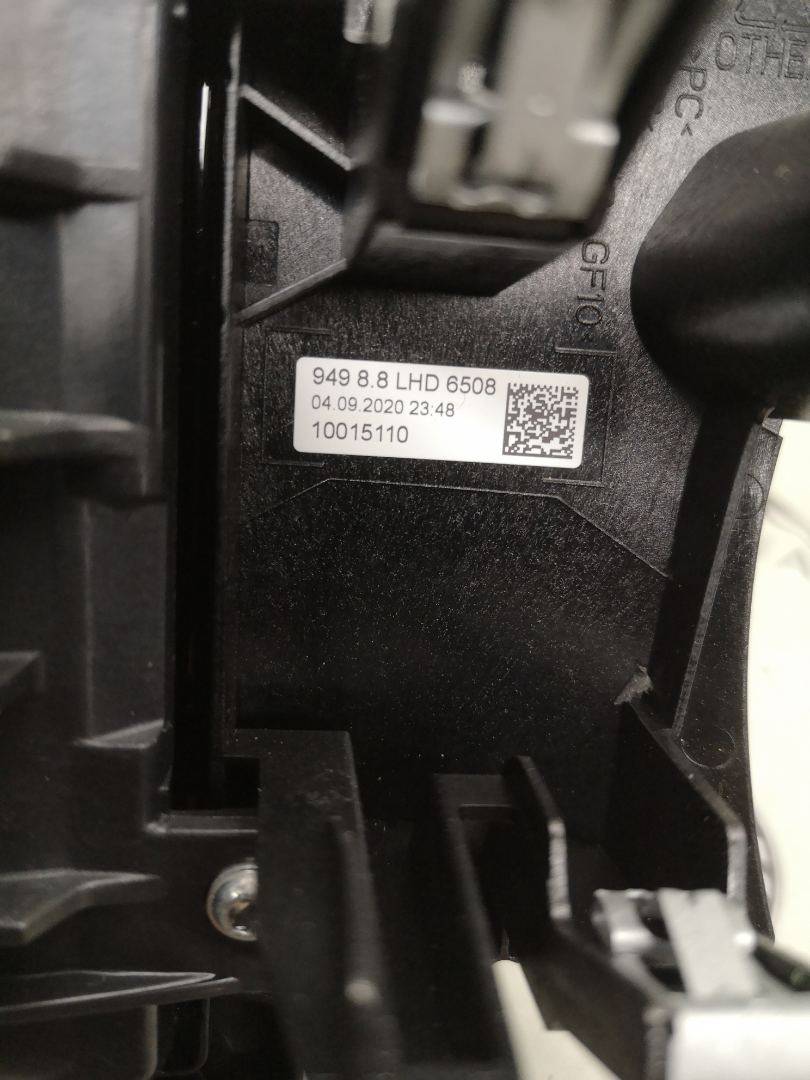 OTHE
>PC<
GF10<
949 8.8 LHD 6508
04.09.2020 23:48
10015110